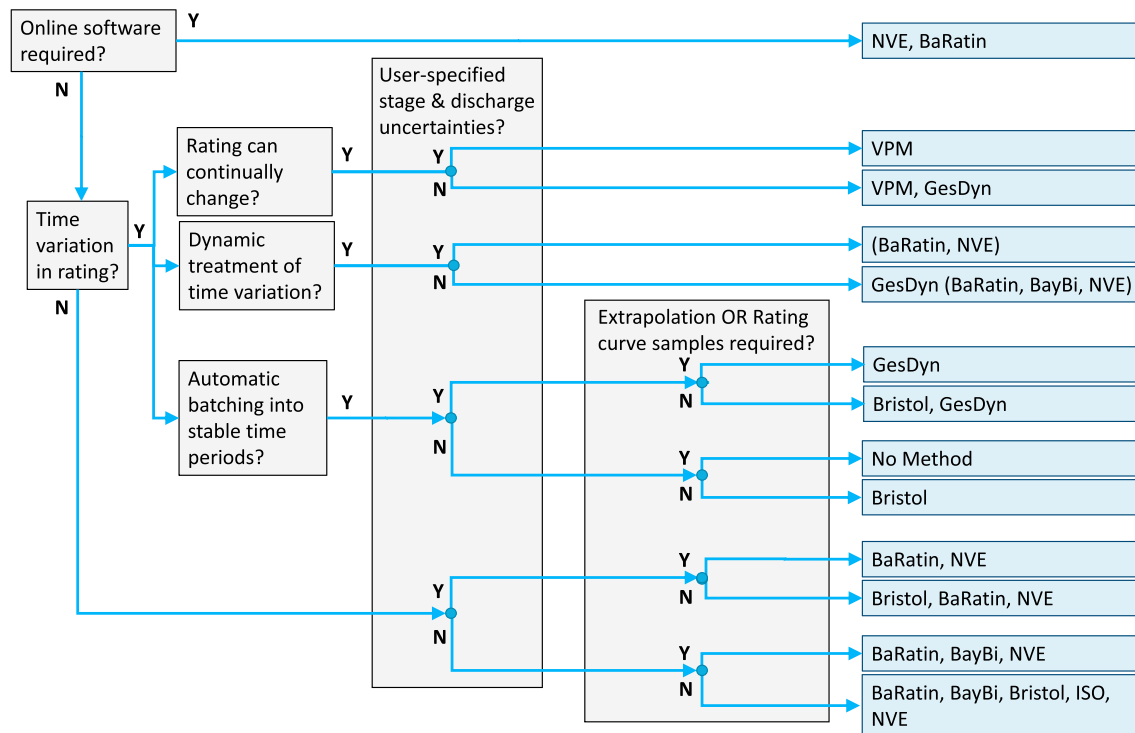 Online software
required?
Y
NVE, BaRatin
N
User-specified
stage & discharge
uncertainties?
Rating can
continually
change?
Y
Y
N
VPM
VPM, GesDyn
Time
variation
in rating?
Y
N
Dynamic
treatment of
time variation?
Y
Y
N
(BaRatin, NVE)
GesDyn (BaRatin, BayBi, NVE)
Extrapolation OR Rating
curve samples required?
Automatic
batching into
stable time
periods?
Y
Y
N
Y
N
GesDyn
Bristol, GesDyn
Y
N
No Method
Bristol
Y
N
Y
N
BaRatin, NVE
Bristol, BaRatin, NVE
Y
N
BaRatin, BayBi, NVE
BaRatin, BayBi, Bristol, ISO,
NVE